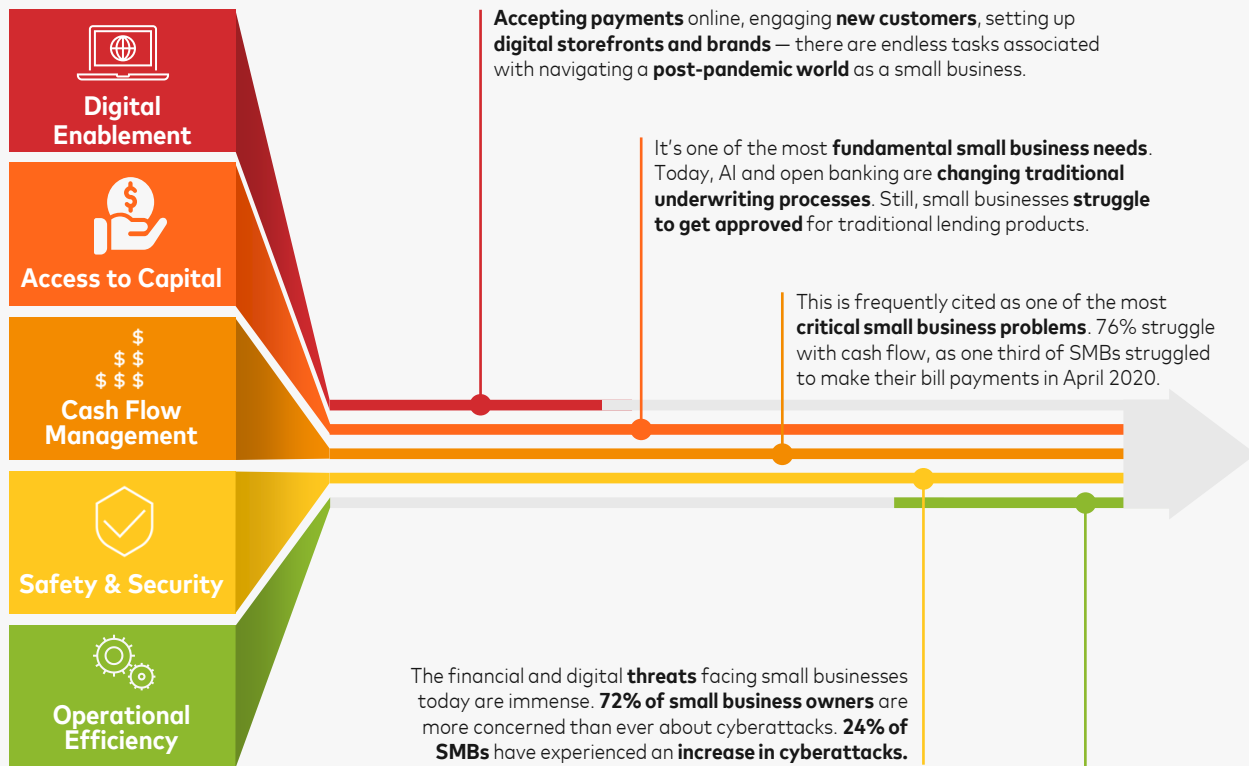 Digital
Enablement
Access to Capital
$
$
$ $
$ $ $
Cash Flow
Management
Safety & Security
Operational
Efficiency
Accepting payments online, engaging new customers, setting up
digital storefronts and brands — there are endless tasks associated
with navigating a post-pandemic world as a small business.
It’s one of the most fundamental small business needs.
Today, AI and open banking are changing traditional
underwriting processes. Still, small businesses struggle
to get approved for traditional lending products.
This is frequently cited as one of the most
critical small business problems. 76% struggle
with cash flow, as one third of SMBs struggled
to make their bill payments in April 2020.
The financial and digital threats facing small businesses
today are immense. 72% of small business owners are
more concerned than ever about cyberattacks. 24% of
SMBs have experienced an increase in cyberattacks.